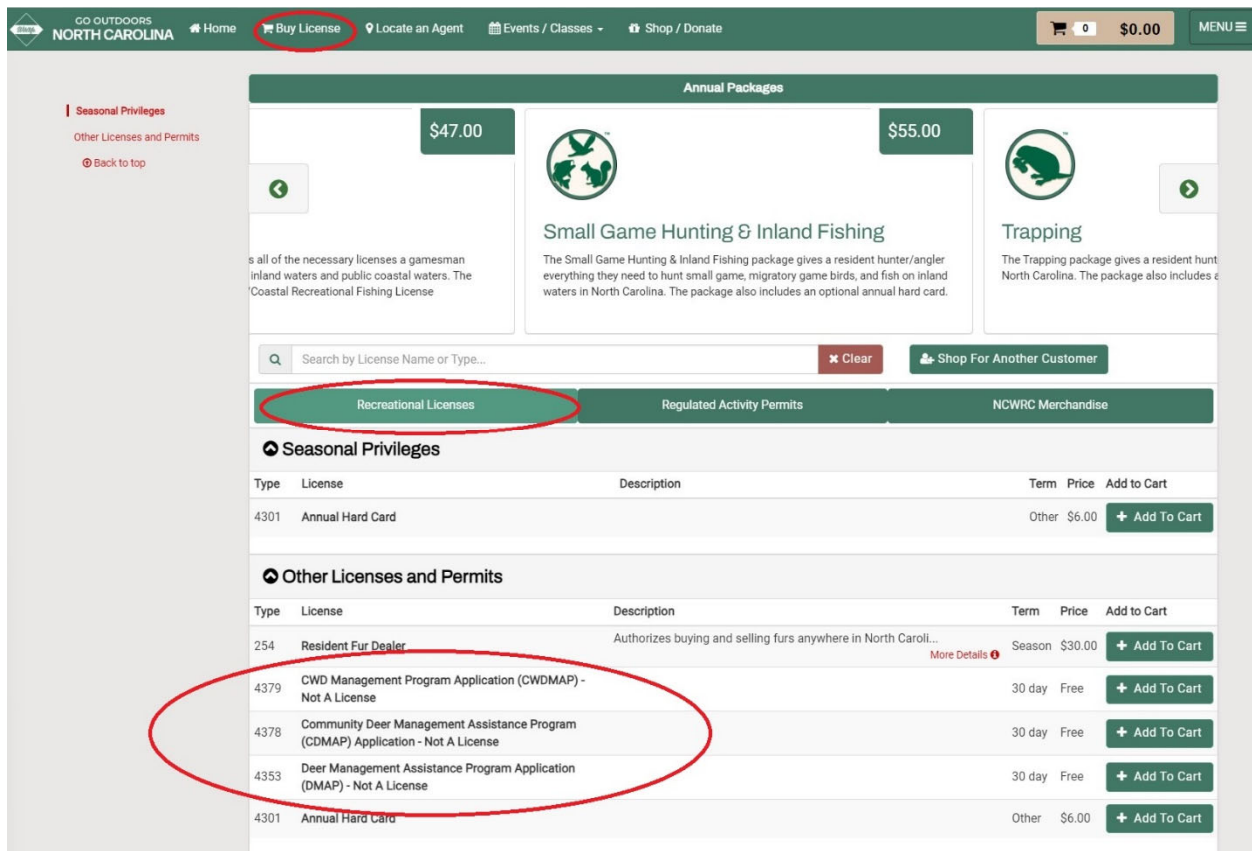 GO OUTDOORS
NORTH CAROLINA
Home
Buy License
Locate an Agent
Events / Classes
Shop / Donate
0
$0.00
MENU
Seasonal Privileges
Other Licenses and Permits
Back to top
Annual Packages
$47.00
s all of the necessary licenses a gamesman
inland waters and public coastal waters. The
/Coastal Recreational Fishing License
$55.00
Small Game Hunting & Inland Fishing
The Small Game Hunting & Inland Fishing package gives a resident hunter/angler
everything they need to hunt small game, migratory game birds, and fish on inland
waters in North Carolina. The package also includes an optional annual hard card.
Trapping
The Trapping package gives a resident hunt
North Carolina. The package also includes a
Search by License Name or Type...
Clear
Shop For Another Customer
Recreational Licenses
Regulated Activity Permits
NCWRC Merchandise
Seasonal Privileges
Type License Description Term Price Add to Cart
4301 Annual Hard Card Other $6.00 + Add To Cart
Other Licenses and Permits
Type License Description Term Price Add to Cart
254 Resident Fur Dealer Authorizes buying and selling furs anywhere in North Caroli... Season $30.00 + Add To Cart
More Details
4379 CWD Management Program Application (CWDMAP) - 30 day Free + Add To Cart
Not A License
4378 Community Deer Management Assistance Program 30 day Free + Add To Cart
(CDMAP) Application - Not A License
4353 Deer Management Assistance Program Application 30 day Free + Add To Cart
(DMAP) - Not A License
4301 Annual Hard Card Other $6.00 + Add To Cart